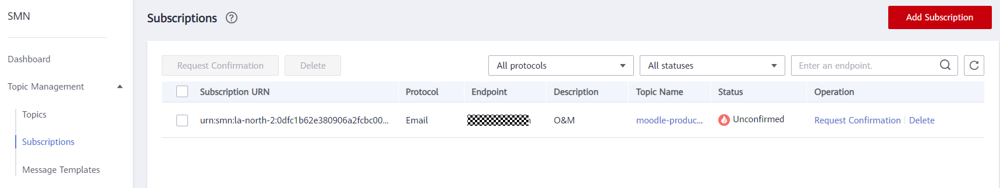 SMN
Dashboard
Topic Management
Topics
Subscriptions
Message Templates
Subscriptions ?
Add Subscription
Request Confirmation Delete All protocols All statuses Enter an endpoint.
Subscription URN Protocol Endpoint Description Topic Name Status Operation
urn:smn:la-north-2:0dfc1b62e380906a2fcbc00... Email O&M moodle-produc... Unconfirmed Request Confirmation Delete